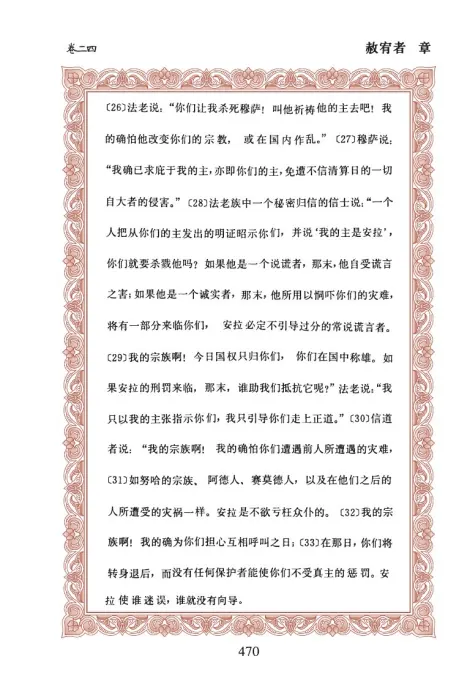 卷二四
赦宥者 章
〔26〕法老说：“你们让我杀死穆萨！叫他祈祷他的主去吧！我
的确怕他改变你们的宗教，或在国内作乱。”〔27〕穆萨说：
“我确已求庇于我的主，亦即你们的主，免遭不信清算日的一切
自大者的侵害。”〔28〕法老族中一个秘密归信的信士说：“一个
人把从你们的主发出的明证昭示你们，并说‘我的主是安拉’，
你们就要杀戮他吗？如果他是一个说谎者，那末，他自受谎言
之害；如果他是一个诚实者，那末，他所用以恫吓你们的灾难，
将有一部分来临你们，安拉必定不引导过分的常说谎言者。
〔29〕我的宗族啊！今日国权只归你们，你们在国中称雄。如
果安拉的刑罚来临，那末，谁助我们抵抗它呢？”法老说：“我
只以我的主张指示你们，我只引导你们走上正道。”〔30〕信道
者说：“我的宗族啊！我的确怕你们遭遇前人所遭遇的灾难，
〔31〕如努哈的宗族、阿德人、赛莫德人，以及在他们之后的
人所遭受的灾祸一样。安拉是不欲亏枉众仆的。〔32〕我的宗
族啊！我的确为你们担心互相呼叫之日；〔33〕在那日，你们将
转身退后，而没有任何保护者能使你们不受真主的惩罚。安
拉使谁迷误，谁就没有向导。
470